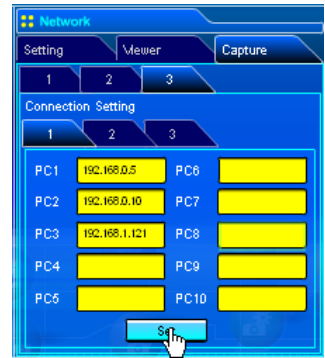 Network
Setting Viewer Capture
1 2 3
Connection Setting
1 2 3
PC1 192.168.0.5 PC6
PC2 192.168.0.10 PC7
PC3 192.168.1.121 PC8
PC4 PC9
PC5 PC10
Set